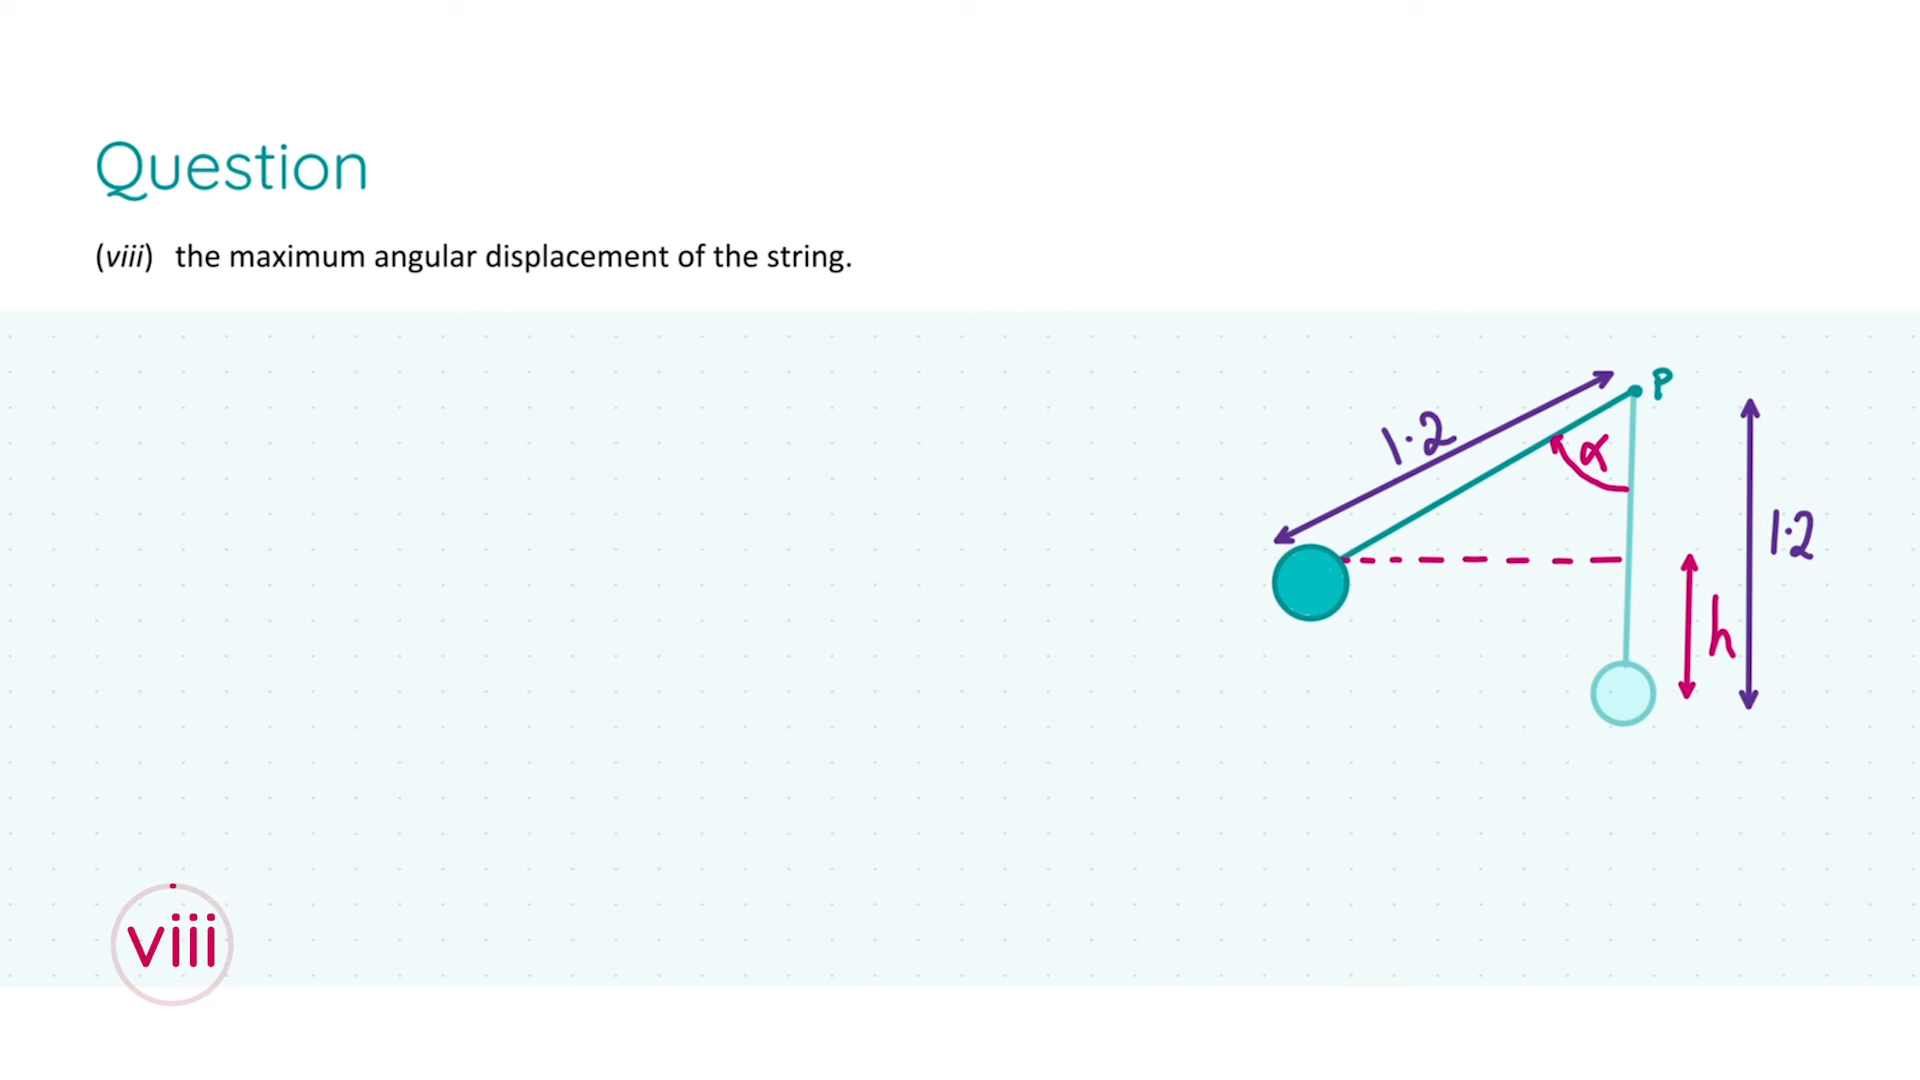 Question
(viii) the maximum angular displacement of the string.
P
1·2
α
1·2
h
viii